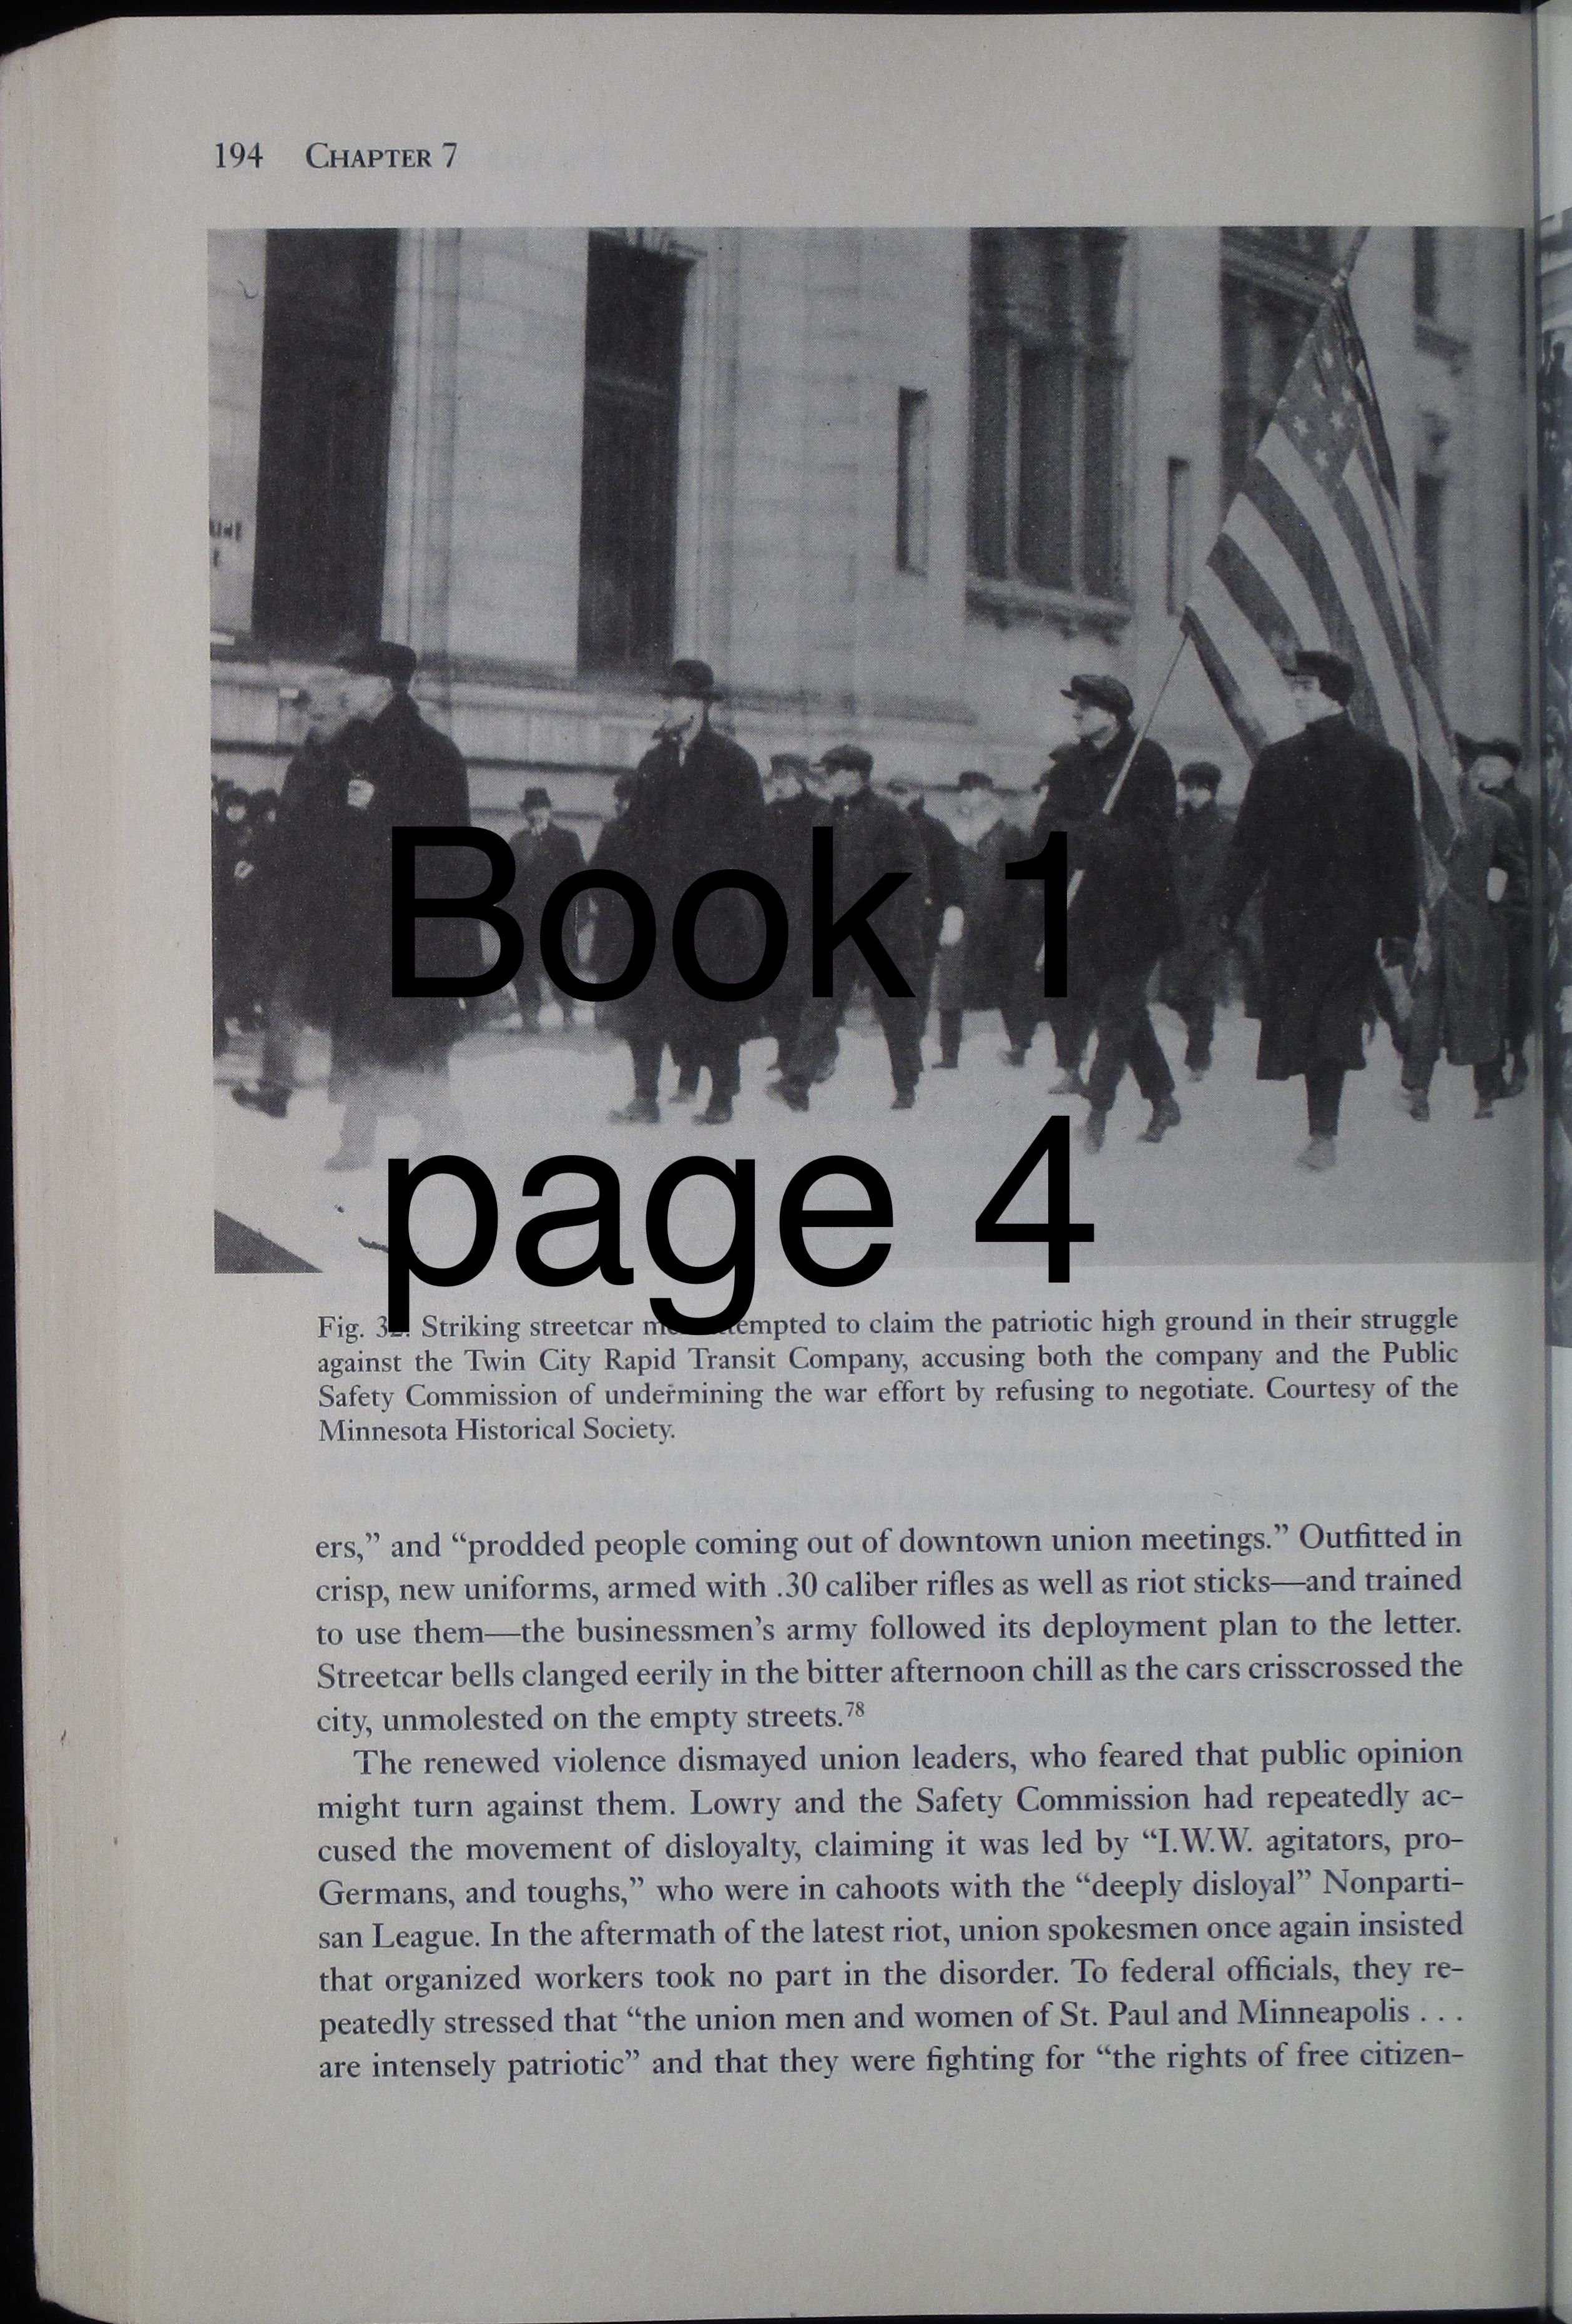 194 CHAPTER 7
Book 1
page 4
Fig. Striking streetcar attempted to claim the patriotic high ground in their struggle
against the Twin City Rapid Transit Company, accusing both the company and the Public
Safety Commission of undermining the war effort by refusing to negotiate. Courtesy of the
Minnesota Historical Society.
ers,” and “prodded people coming out of downtown union meetings.” Outfitted in
crisp, new uniforms, armed with .30 caliber rifles as well as riot sticks—and trained
to use them—the businessmen’s army followed its deployment plan to the letter.
Streetcar bells clanged eerily in the bitter afternoon chill as the cars crisscrossed the
city, unmolested on the empty streets.78
The renewed violence dismayed union leaders, who feared that public opinion
might turn against them. Lowry and the Safety Commission had repeatedly ac-
cused the movement of disloyalty, claiming it was led by “I.W.W. agitators, pro-
Germans, and toughs,” who were in cahoots with the “deeply disloyal” Nonparti-
san League. In the aftermath of the latest riot, union spokesmen once again insisted
that organized workers took no part in the disorder. To federal officials, they re-
peatedly stressed that “the union men and women of St. Paul and Minneapolis . . .
are intensely patriotic” and that they were fighting for “the rights of free citizen-